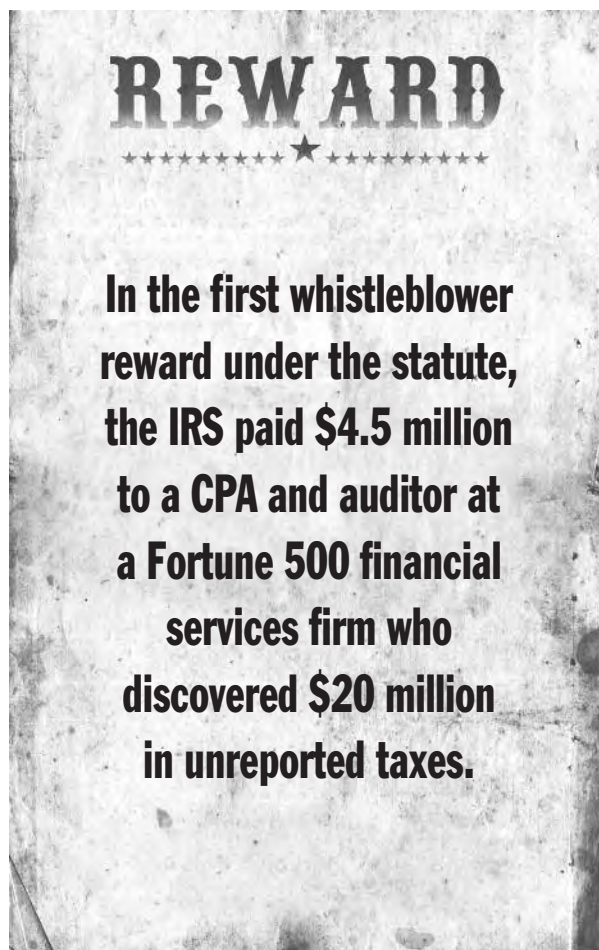 REWARD
In the first whistleblower
reward under the statute,
the IRS paid $4.5 million
to a CPA and auditor at
a Fortune 500 financial
services firm who
discovered $20 million
in unreported taxes.